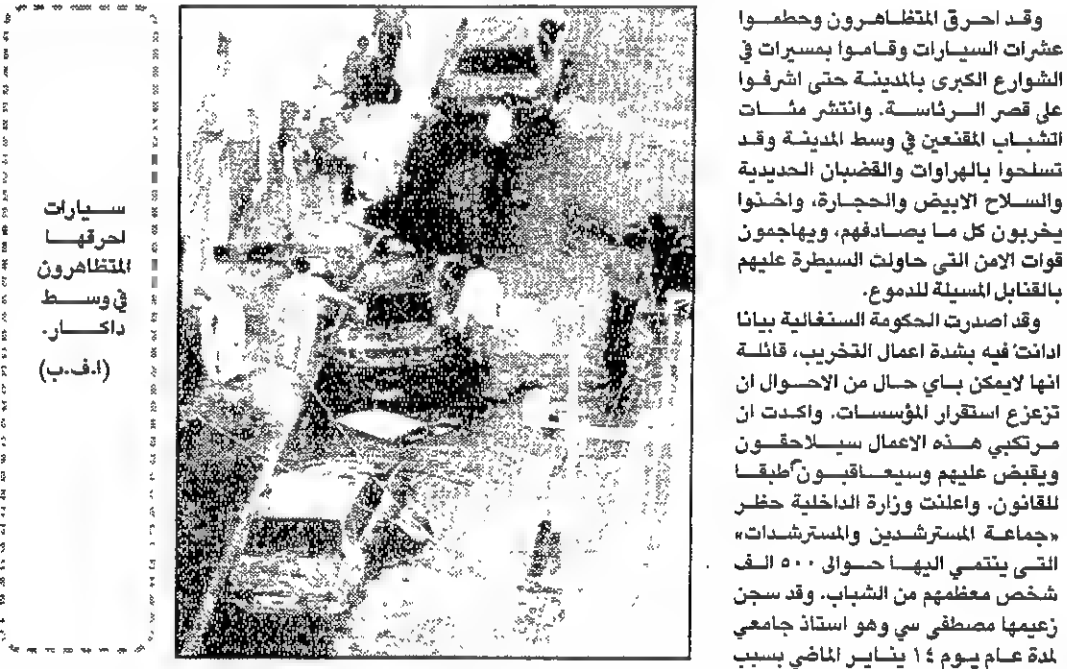 وقد احرق المتظاهرون وحطموا
عشرات السيارات وقاموا بمسيرات في
الشوارع الكبرى بالمدينة حتى اشرفوا
على قصر الرئاسة. وانتشر مئات
الشباب المقنعين في وسط المدينة وقد
تسلحوا بالهراوات والقضبان الحديدية
والسلاح الابيض والحجارة، واخذوا
يخربون كل ما يصادفهم، ويهاجمون
قوات الامن التي حاولت السيطرة عليهم
بالقنابل المسيلة للدموع.
وقد اصدرت الحكومة السنغالية بيانا
ادانت فيه بشدة اعمال التخريب، قائلة
انها لايمكن باي حال من الاحوال ان
تزعزع استقرار المؤسسات. واكدت ان
مرتكبي هذه الاعمال سيلاحقون
ويقبض عليهم وسيعاقبون طبقا
للقانون. واعلنت وزارة الداخلية حظر
«جماعة المسترشدين والمسترشدات»
التي ينتمي اليها حوالى ٥٠٠ الف
شخص معظمهم من الشباب. وقد سجن
زعيمها مصطفى سي وهو استاذ جامعي
لمدة عام يوم ١٤ يناير الماضي بسبب
سيارات
احرقها
المتظاهرون
في وسط
داكار.
(ا.ف.ب)